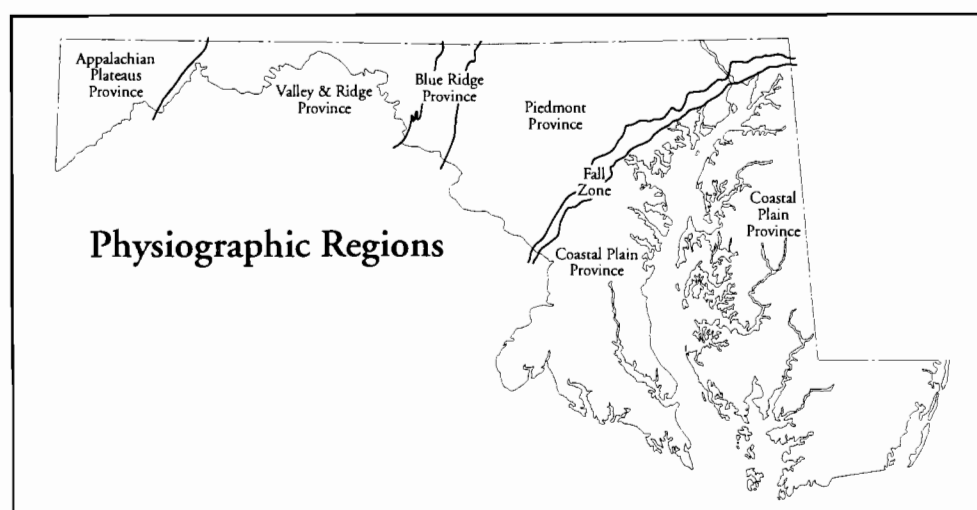 Appalachian
Plateaus
Province
Valley & Ridge
Province
Blue Ridge
Province
Piedmont
Province
Fall
Zone
Coastal
Plain
Province
Physiographic Regions
Coastal Plain
Province